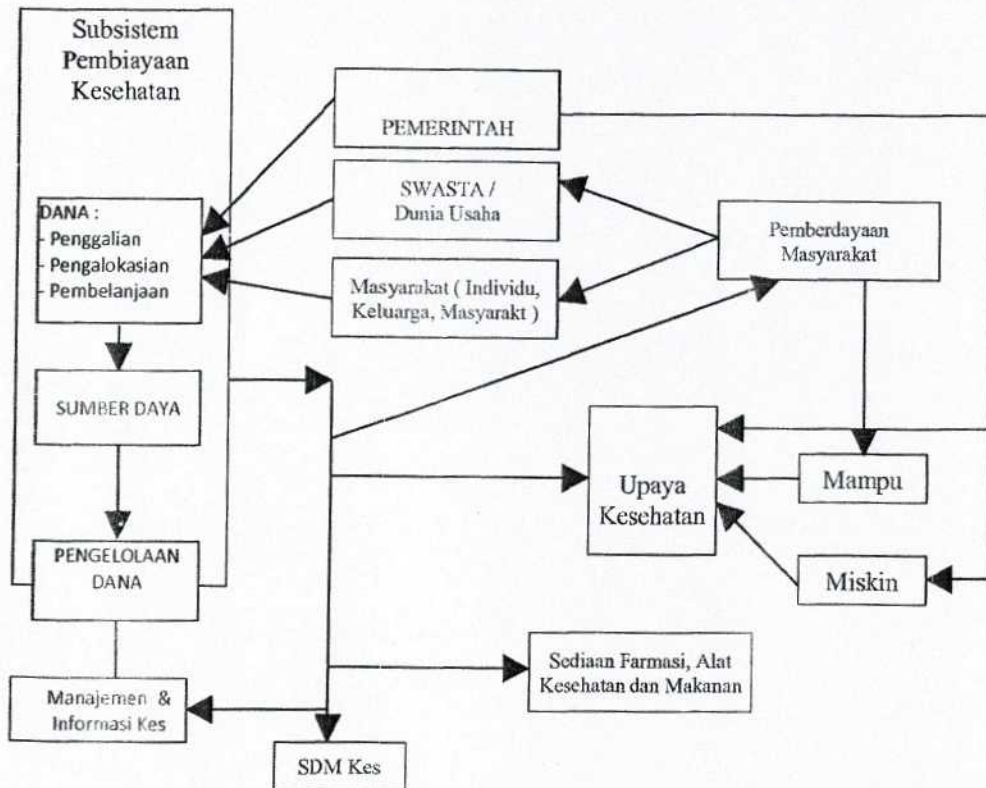 Subsistem
Pembiayaan
Kesehatan
DANA :
- Penggalian
- Pengalokasian
- Pembelanjaan
SUMBER DAYA
PENGELOLAAN
DANA
Manajemen &
Informasi Kes
PEMERINTAH
SWASTA /
Dunia Usaha
Masyarakat ( Individu,
Keluarga, Masyarakt )
Pemberdayaan
Masyarakat
Upaya
Kesehatan
Mampu
Miskin
Sediaan Farmasi, Alat
Kesehatan dan Makanan
SDM Kes